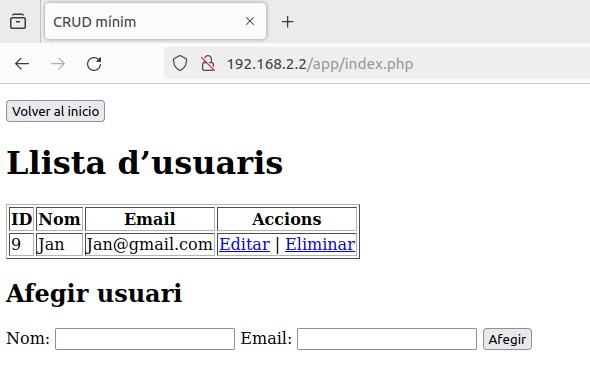 CRUD mínim
192.168.2.2/app/index.php
Volver al inicio
Llista d’usuaris
ID Nom Email Accions
9 Jan Jan@gmail.com Editar | Eliminar
Afegir usuari
Nom: Email: Afegir